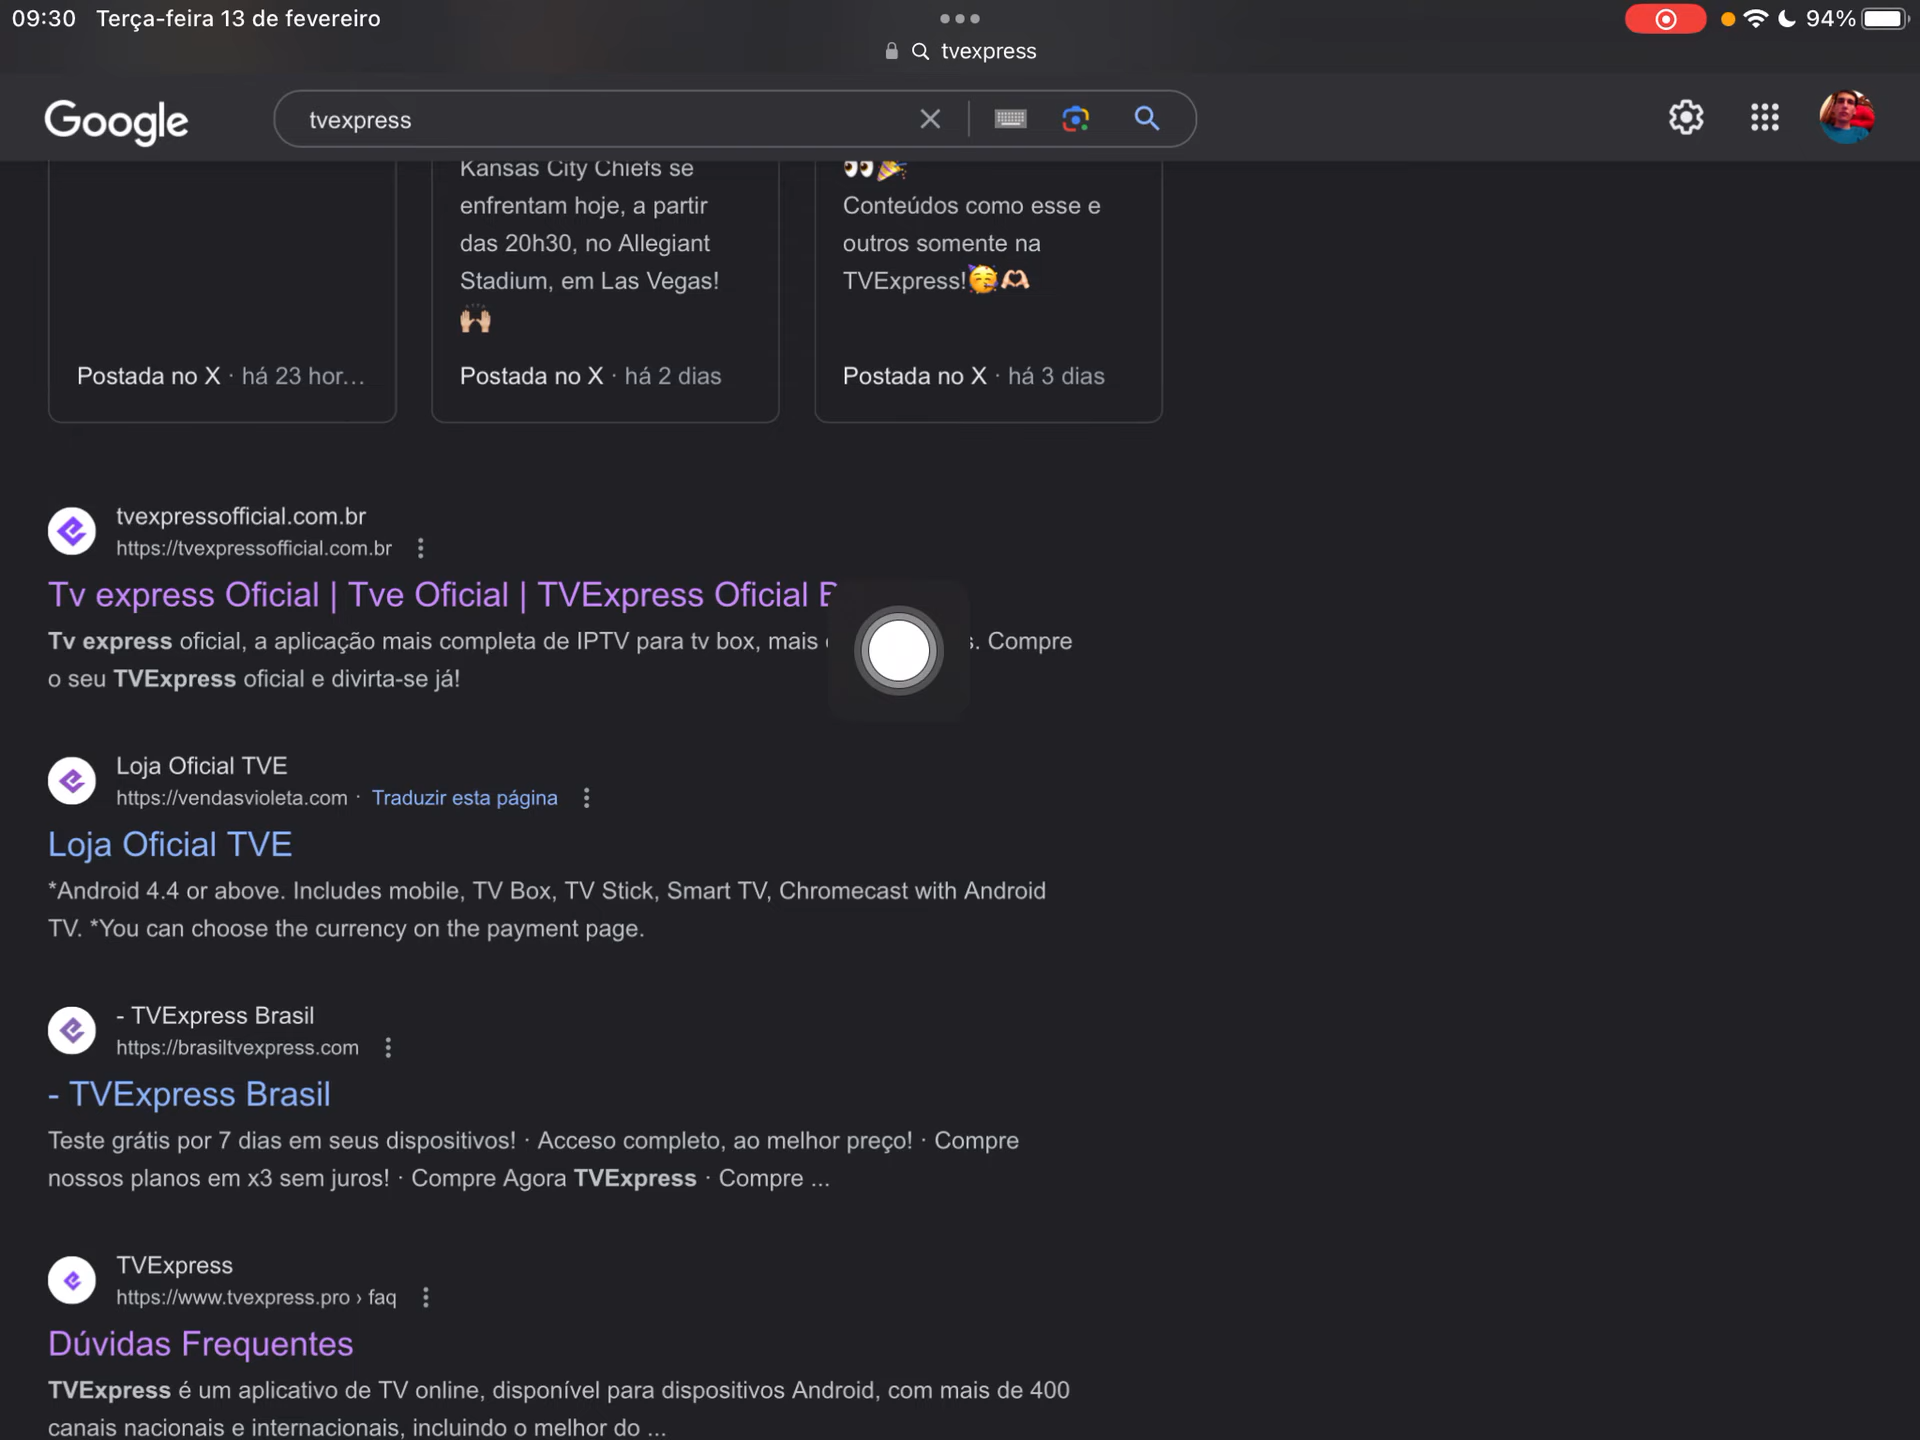 09:30 Terça-feira 13 de fevereiro
94%
tvexpress
Google
tvexpress
Kansas City Chiefs se
enfrentam hoje, a partir
das 20h30, no Allegiant
Stadium, em Las Vegas!
🙌🏼
👀🎉
Conteúdos como esse e
outros somente na
TVExpress!🥳🫶🏻
Postada no X · há 23 hor...
Postada no X · há 2 dias
Postada no X · há 3 dias
tvexpressofficial.com.br
https://tvexpressofficial.com.br
Tv express Oficial | Tve Oficial | TVExpress Oficial
Tv express oficial, a aplicação mais completa de IPTV para tv box, mais Compre
o seu TVExpress oficial e divirta-se já!
Loja Oficial TVE
https://vendasvioleta.com · Traduzir esta página
Loja Oficial TVE
*Android 4.4 or above. Includes mobile, TV Box, TV Stick, Smart TV, Chromecast with Android
TV. *You can choose the currency on the payment page.
- TVExpress Brasil
https://brasiltvexpress.com
- TVExpress Brasil
Teste grátis por 7 dias em seus dispositivos! · Acceso completo, ao melhor preço! · Compre
nossos planos em x3 sem juros! · Compre Agora TVExpress · Compre ...
TVExpress
https://www.tvexpress.pro › faq
Dúvidas Frequentes
TVExpress é um aplicativo de TV online, disponível para dispositivos Android, com mais de 400
canais nacionais e internacionais, incluindo o melhor do ...